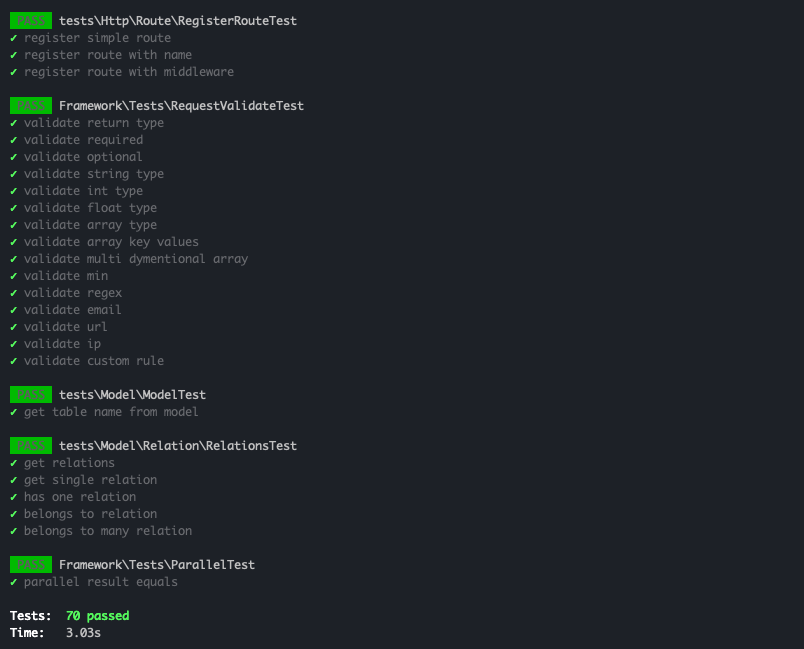 PASS tests\Http\Route\RegisterRouteTest
✓ register simple route
✓ register route with name
✓ register route with middleware
PASS Framework\Tests\RequestValidateTest
✓ validate return type
✓ validate required
✓ validate optional
✓ validate string type
✓ validate int type
✓ validate float type
✓ validate array type
✓ validate array key values
✓ validate multi dymentional array
✓ validate min
✓ validate regex
✓ validate email
✓ validate url
✓ validate ip
✓ validate custom rule
PASS tests\Model\ModelTest
✓ get table name from model
PASS tests\Model\Relation\RelationsTest
✓ get relations
✓ get single relation
✓ has one relation
✓ belongs to relation
✓ belongs to many relation
PASS Framework\Tests\ParallelTest
✓ parallel result equals
Tests: 70 passed
Time: 3.03s